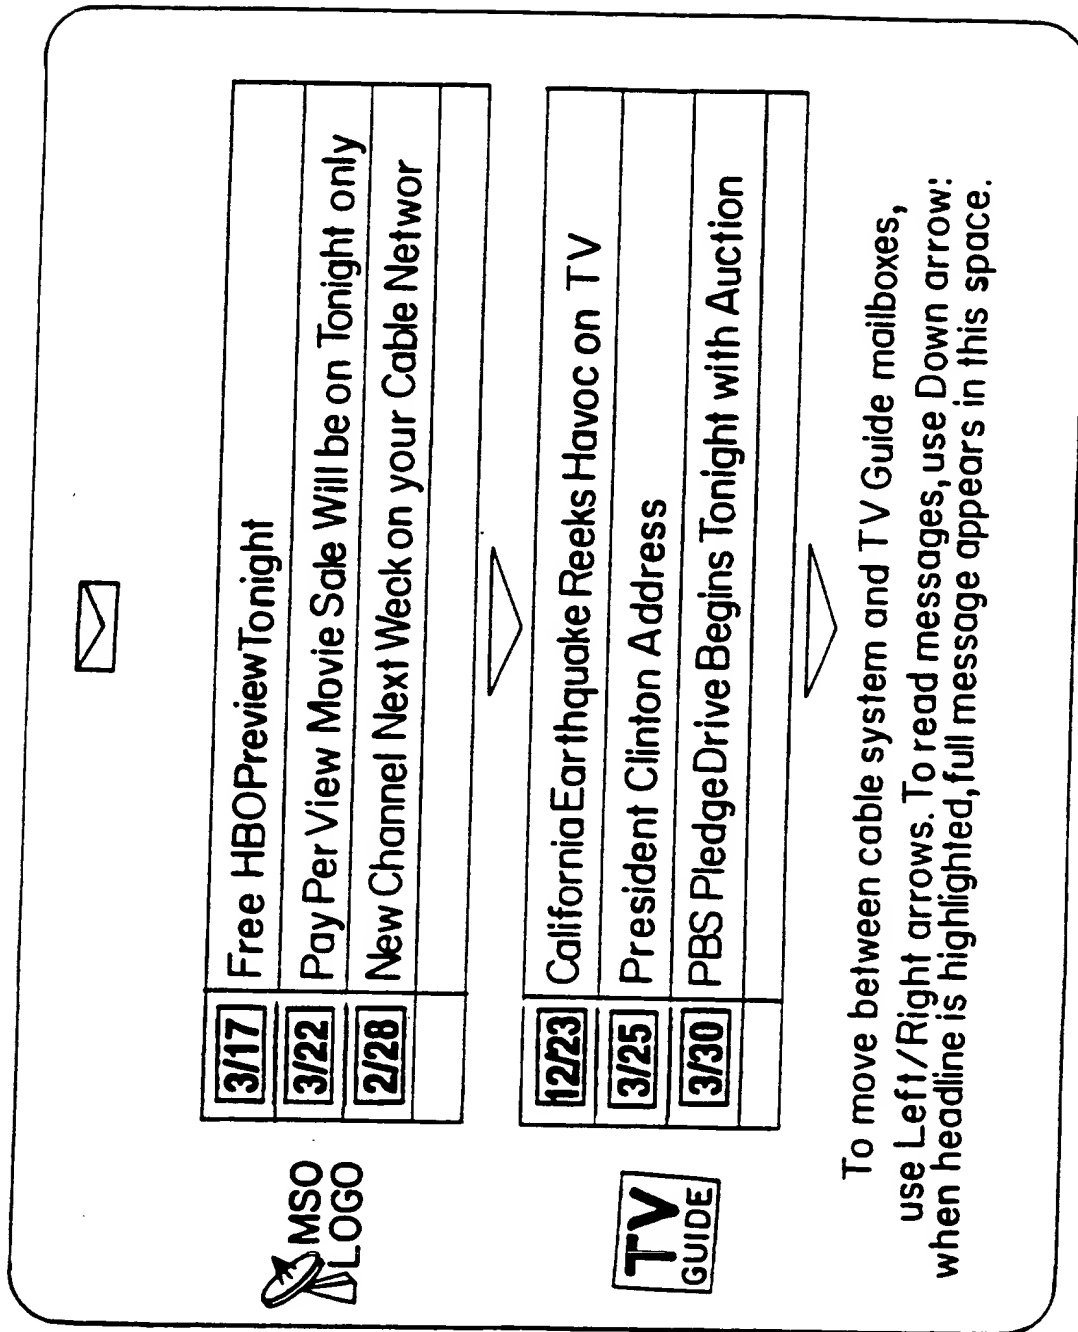 MSO
LOGO
3/17 Free HBOPreviewTonight
3/22 Pay Per View Movie Sale Will be on Tonight only
2/28 New Channel Next Weck on your Cable Networ
TV
GUIDE
12/23 California Earthquake Reeks Havoc on TV
3/25 President Clinton Address
3/30 PBS PledgeDrive Begins Tonight with Auction
To move between cable system and TV Guide mailboxes,
use Left/Right arrows. To read messages, use Down arrow:
when headline is highlighted, full message appears in this space.